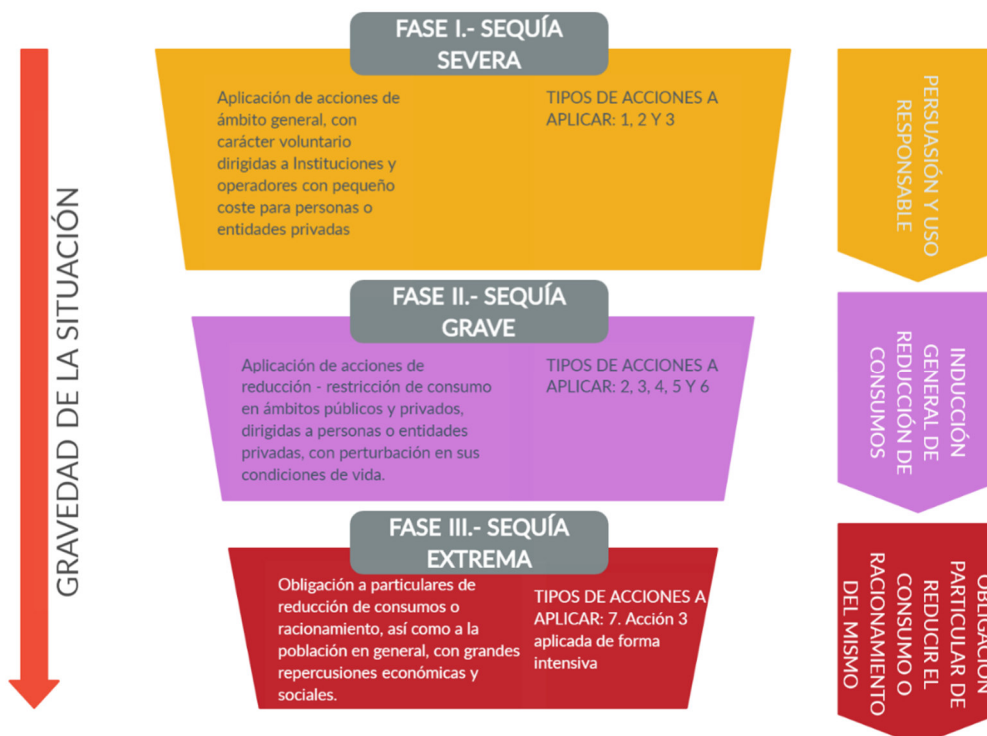 GRAVEDAD DE LA SITUACIÓN
FASE I.- SEQUÍA
SEVERA
Aplicación de acciones de
ámbito general, con
carácter voluntario
dirigidas a Instituciones y
operadores con pequeño
coste para personas o
entidades privadas
TIPOS DE ACCIONES A
APLICAR: 1, 2 Y 3
PERSUASIÓN Y USO
RESPONSABLE
FASE II.- SEQUÍA
GRAVE
Aplicación de acciones de
reducción - restricción de consumo
en ámbitos públicos y privados,
dirigidas a personas o entidades
privadas, con perturbación en sus
condiciones de vida.
TIPOS DE ACCIONES A
APLICAR: 2, 3, 4, 5 Y 6
INDUCCIÓN
GENERAL DE
REDUCCIÓN DE
CONSUMOS
FASE III.- SEQUÍA
EXTREMA
Obligación a particulares de
reducción de consumos o
racionamiento, así como a la
población en general, con grandes
repercusiones económicas y
sociales.
TIPOS DE ACCIONES A
APLICAR: 7. Acción 3
aplicada de forma
intensiva
OBLIGACIÓN
PARTICULAR DE
REDUCIR EL
CONSUMO O
RACIONAMIENTO
DEL MISMO